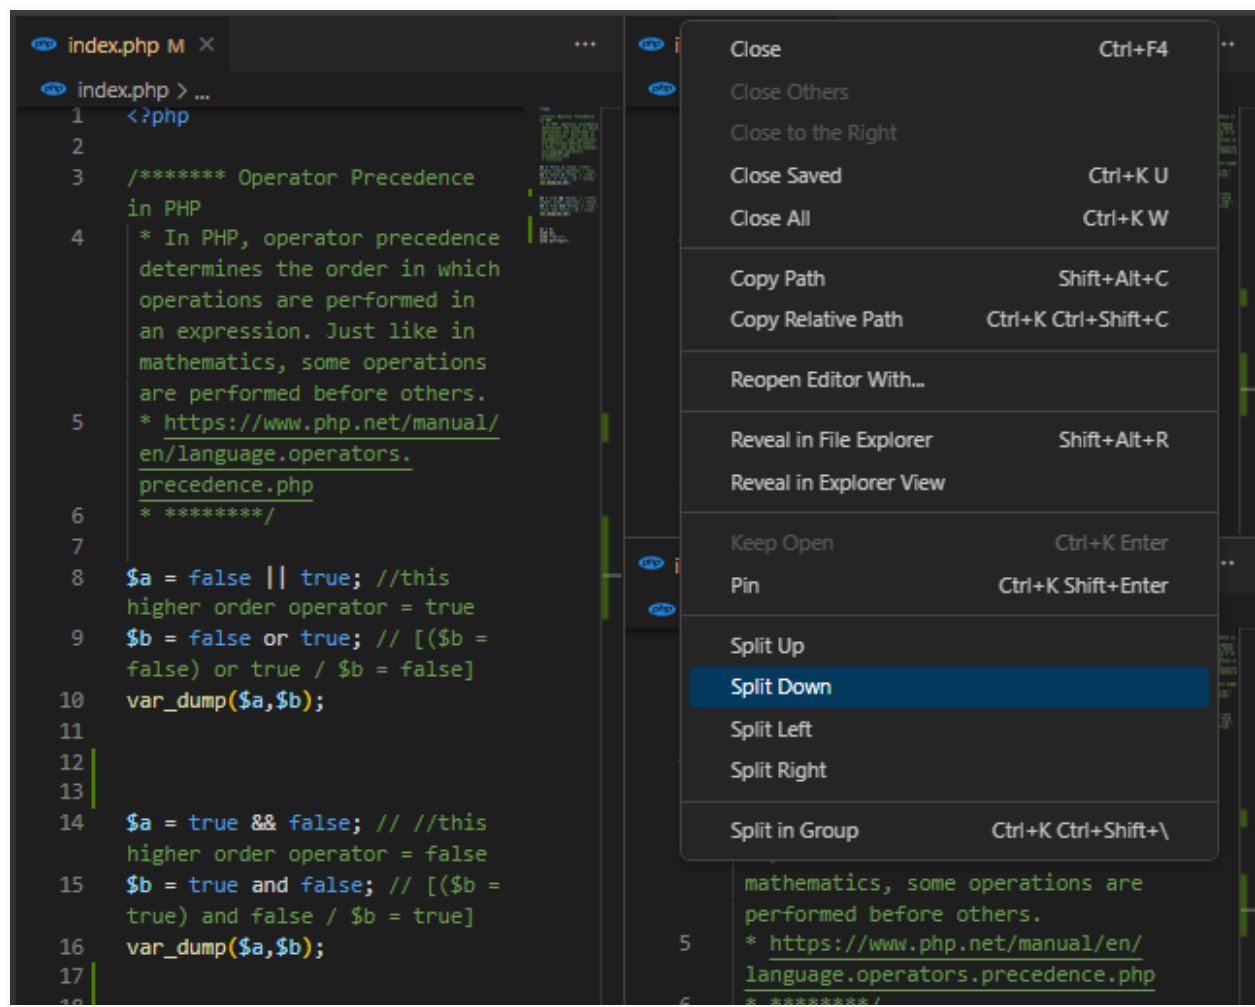 index.php M
index.php > ...
1 <?php
2
3 /******* Operator Precedence
in PHP
4 * In PHP, operator precedence
determines the order in which
operations are performed in
an expression. Just like in
mathematics, some operations
are performed before others.
5 * https://www.php.net/manual/
en/language.operators.
precedence.php
6 * ********/
7
8 $a = false || true; //this
higher order operator = true
9 $b = false or true; // [($b =
false) or true / $b = false]
10 var_dump($a,$b);
11
12
13
14 $a = true && false; // //this
higher order operator = false
15 $b = true and false; // [($b =
true) and false / $b = true]
16 var_dump($a,$b);
17
18
Close Ctrl+F4
Close Others
Close to the Right
Close Saved Ctrl+K U
Close All Ctrl+K W
Copy Path Shift+Alt+C
Copy Relative Path Ctrl+K Ctrl+Shift+C
Reopen Editor With...
Reveal in File Explorer Shift+Alt+R
Reveal in Explorer View
Keep Open Ctrl+K Enter
Pin Ctrl+K Shift+Enter
Split Up
Split Down
Split Left
Split Right
Split in Group Ctrl+K Ctrl+Shift+\
mathematics, some operations are
performed before others.
5 * https://www.php.net/manual/en/
language.operators.precedence.php
6 * ********/